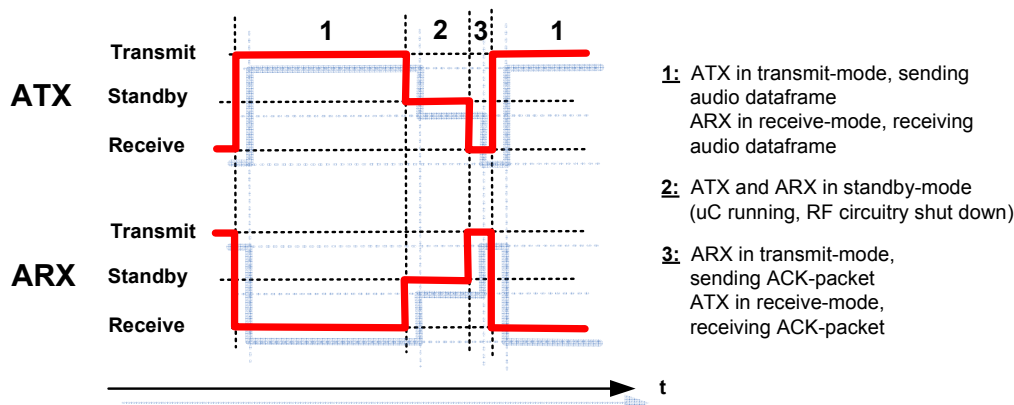 1
2
3
1
ATX
Transmit
Standby
Receive
ARX
Transmit
Standby
Receive
t
1: ATX in transmit-mode, sending
audio dataframe
ARX in receive-mode, receiving
audio dataframe
2: ATX and ARX in standby-mode
(uC running, RF circuitry shut down)
3: ARX in transmit-mode,
sending ACK-packet
ATX in receive-mode,
receiving ACK-packet